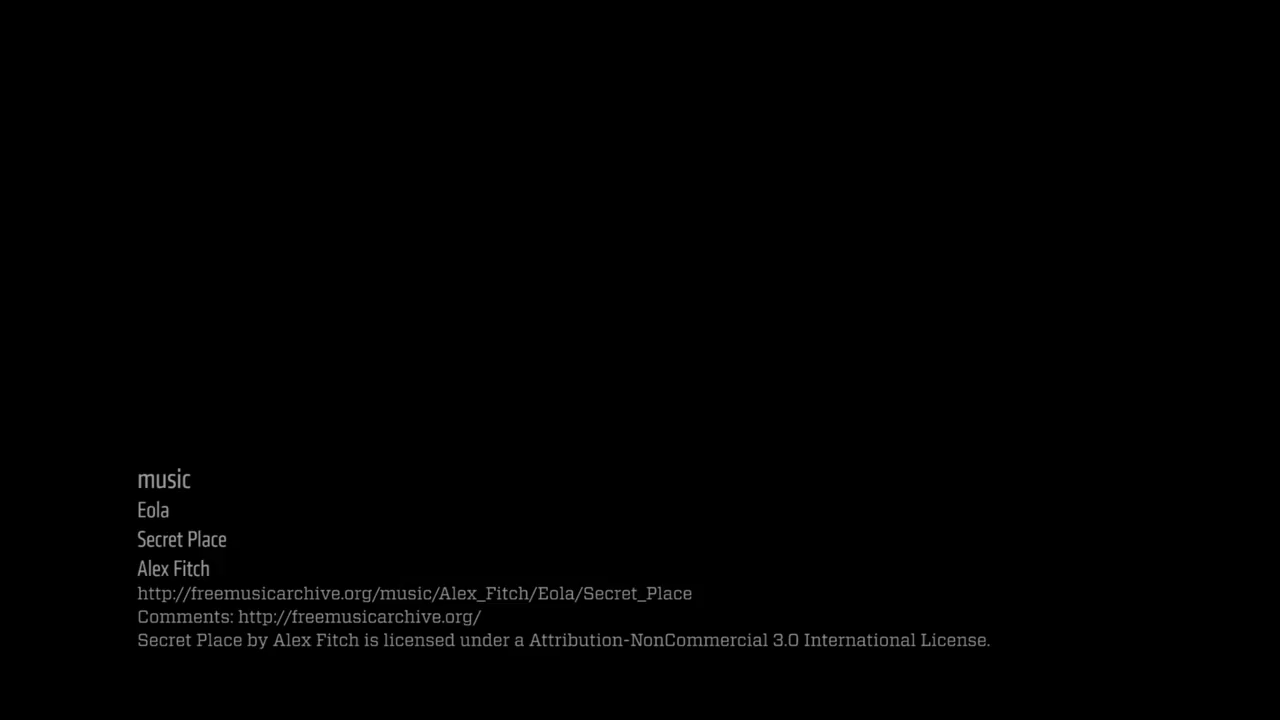 music
Eola
Secret Place
Alex Fitch
http://freemusicarchive.org/music/Alex_Fitch/Eola/Secret_Place
Comments: http://freemusicarchive.org/
Secret Place by Alex Fitch is licensed under a Attribution-NonCommercial 3.0 International License.